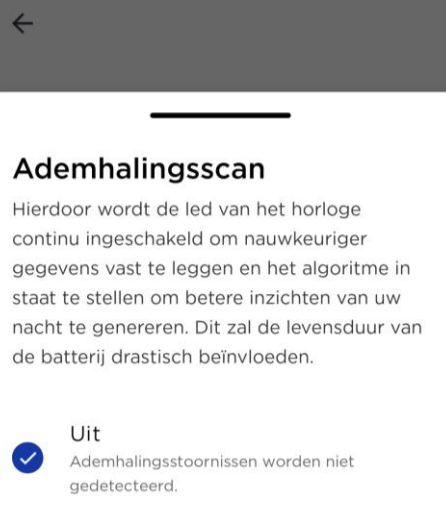 Ademhalingsscan
Hierdoor wordt de led van het horloge
continu ingeschakeld om nauwkeuriger
gegevens vast te leggen en het algoritme in
staat te stellen om betere inzichten van uw
nacht te genereren. Dit zal de levensduur van
de batterij drastisch beïnvloeden.
Uit
Ademhalingsstoornissen worden niet
gedetecteerd.